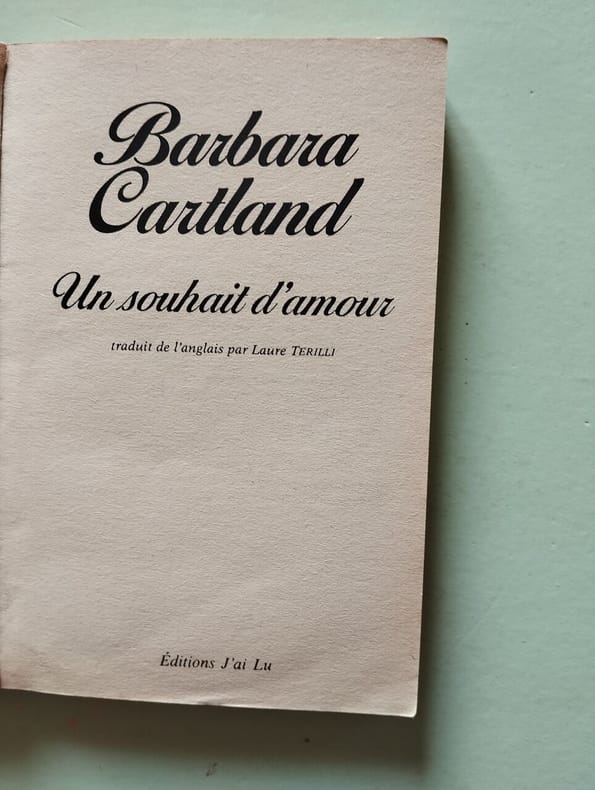 Barbara
Cartland
Un souhait d'amour
traduit de l'anglais par Laure TERILLI
Éditions J'ai Lu